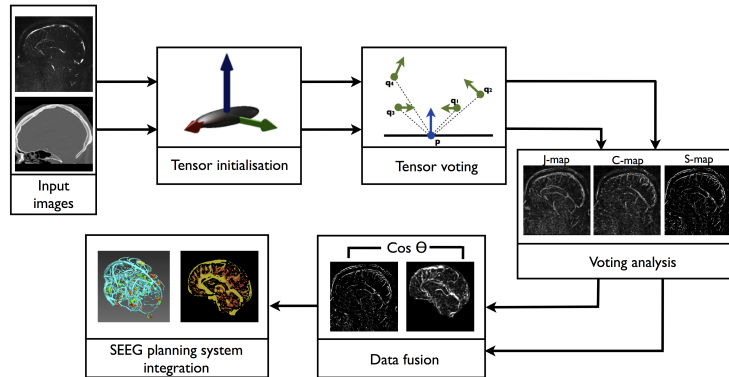 Input
images
Tensor initialisation
q4
q2
q3
q1
p
Tensor voting
J-map C-map S-map
Voting analysis
Cos Θ
Data fusion
SEEG planning system
integration